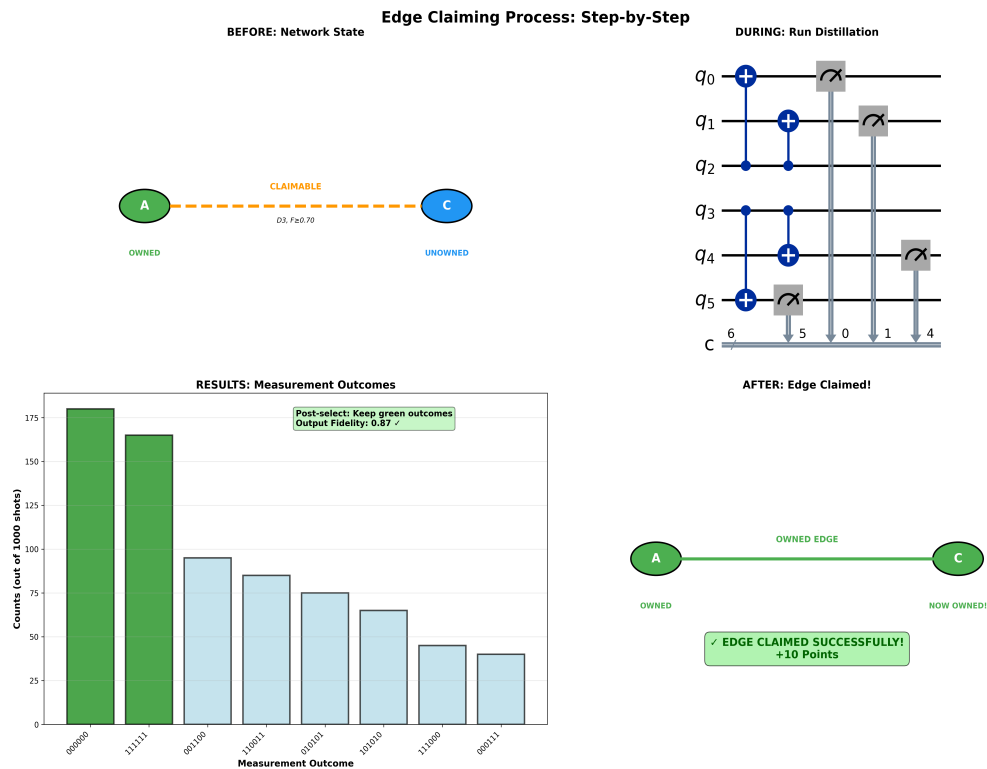 Edge Claiming Process: Step-by-Step
BEFORE: Network State
A
CLAIMABLE
D3, F≥0.70
C
OWNED
UNOWNED
DURING: Run Distillation
q0
q1
q2
q3
q4
q5
6
5
0
1
4
c
RESULTS: Measurement Outcomes
Post-select: Keep green outcomes
Output Fidelity: 0.87 ✓
Counts (out of 1000 shots)
175
150
125
100
75
50
25
0
000000
111111
001100
110011
010101
101010
111000
000111
Measurement Outcome
AFTER: Edge Claimed!
OWNED EDGE
A
C
OWNED
NOW OWNED!
✓ EDGE CLAIMED SUCCESSFULLY!
+10 Points